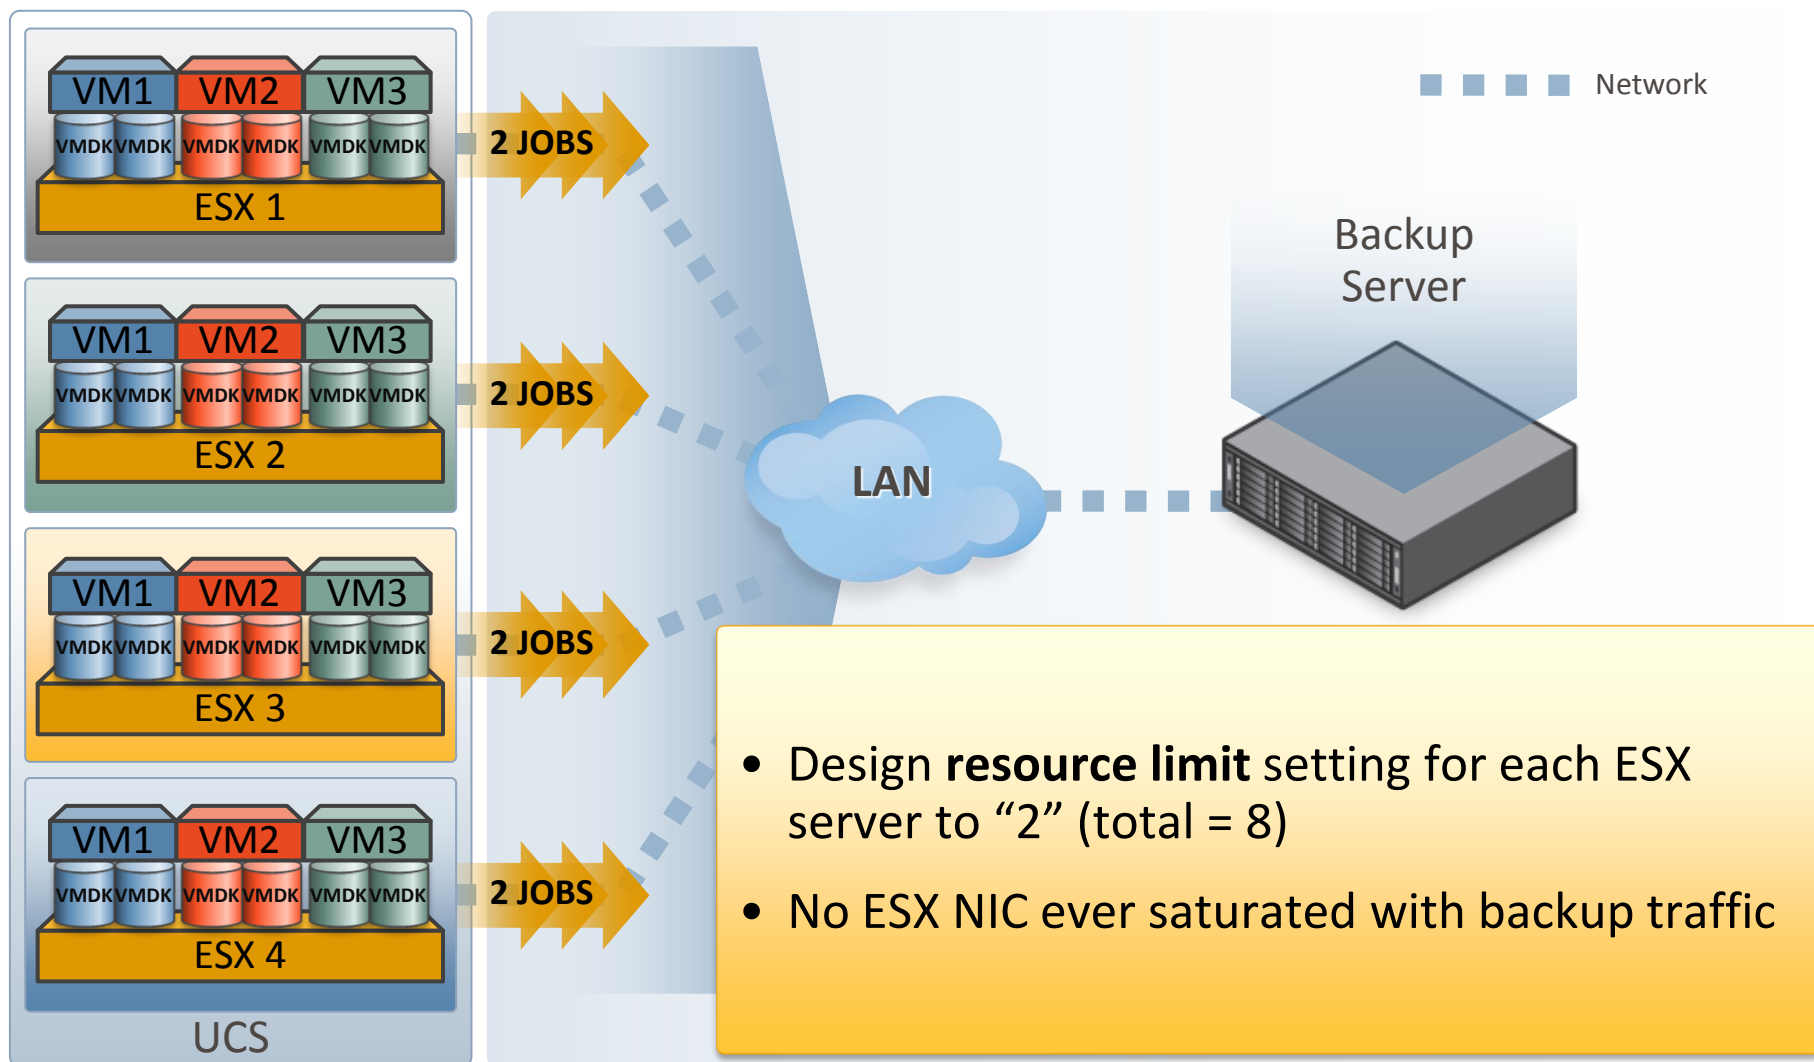 VM1 VM2 VM3
VMDK VMDK VMDK VMDK VMDK VMDK
ESX 1
2 JOBS
VM1 VM2 VM3
VMDK VMDK VMDK VMDK VMDK VMDK
ESX 2
2 JOBS
VM1 VM2 VM3
VMDK VMDK VMDK VMDK VMDK VMDK
ESX 3
2 JOBS
VM1 VM2 VM3
VMDK VMDK VMDK VMDK VMDK VMDK
ESX 4
2 JOBS
UCS
Network
LAN
Backup
Server
• Design resource limit setting for each ESX
server to “2” (total = 8)
• No ESX NIC ever saturated with backup traffic